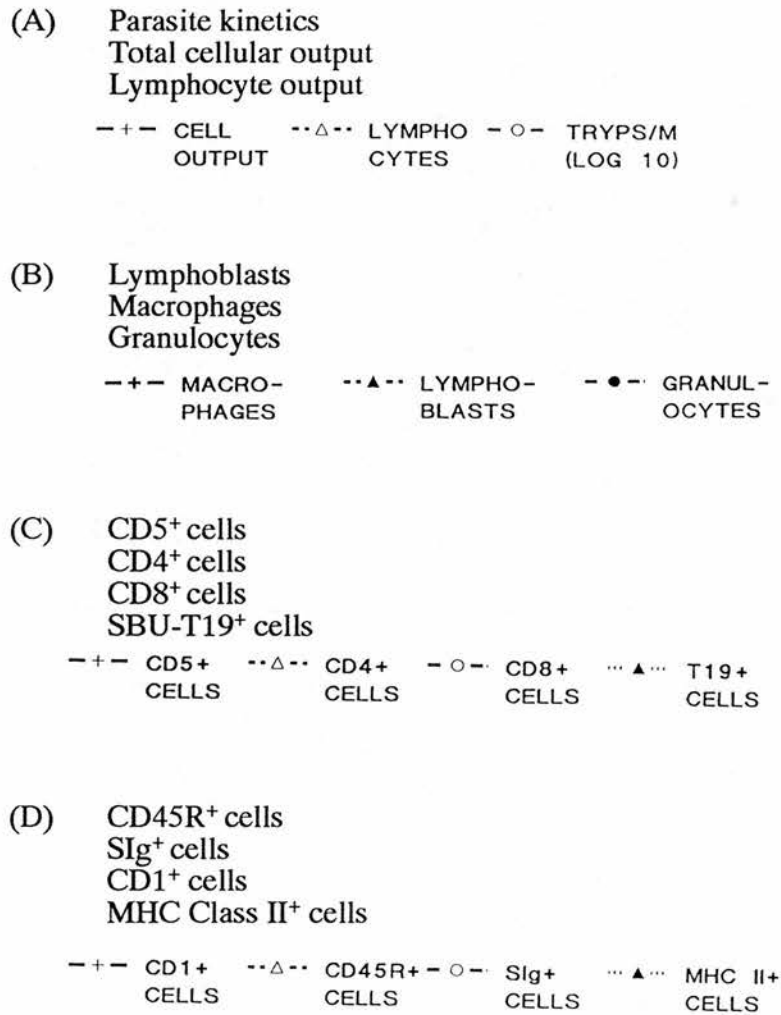 (A) Parasite kinetics
Total cellular output
Lymphocyte output
CELL LYMPHO TRYPS/M
OUTPUT CYTES (LOG 10)
(B) Lymphoblasts
Macrophages
Granulocytes
MACRO- LYMPHO- GRANUL-
PHAGES BLASTS OCYTES
(C) CD5+ cells
CD4+ cells
CD8+ cells
SBU-T19+ cells
CD5+ CD4+ CD8+ T19+
CELLS CELLS CELLS CELLS
(D) CD45R+ cells
SIg+ cells
CD1+ cells
MHC Class II+ cells
CD1+ CD45R+ SIg+ MHC II+
CELLS CELLS CELLS CELLS